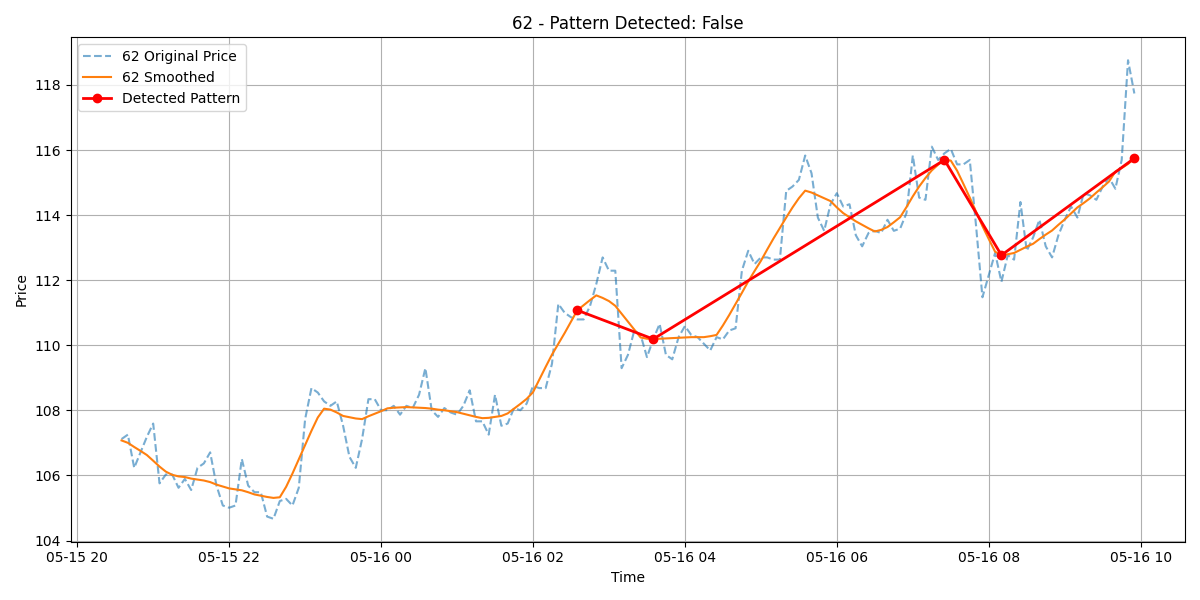 62 - Pattern Detected: False
62 Original Price
62 Smoothed
Detected Pattern
Price
118
116
114
112
110
108
106
104
05-15 20
05-15 22
05-16 00
05-16 02
05-16 04
05-16 06
05-16 08
05-16 10
Time